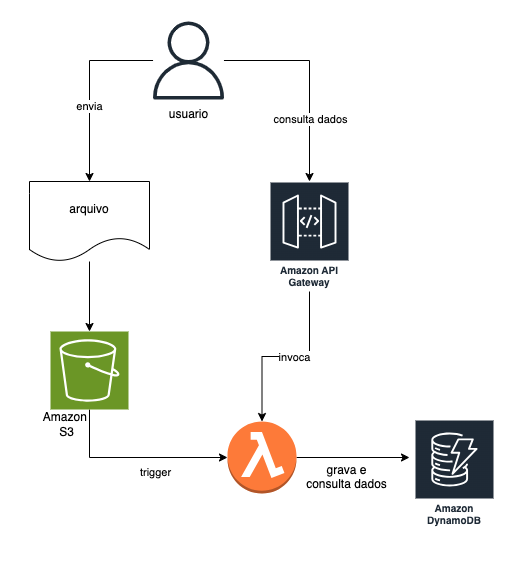 usuario
envia
consulta dados
arquivo
</>
Amazon API
Gateway
invoca
Amazon
S3
trigger
λ
grava e
consulta dados
Amazon
DynamoDB